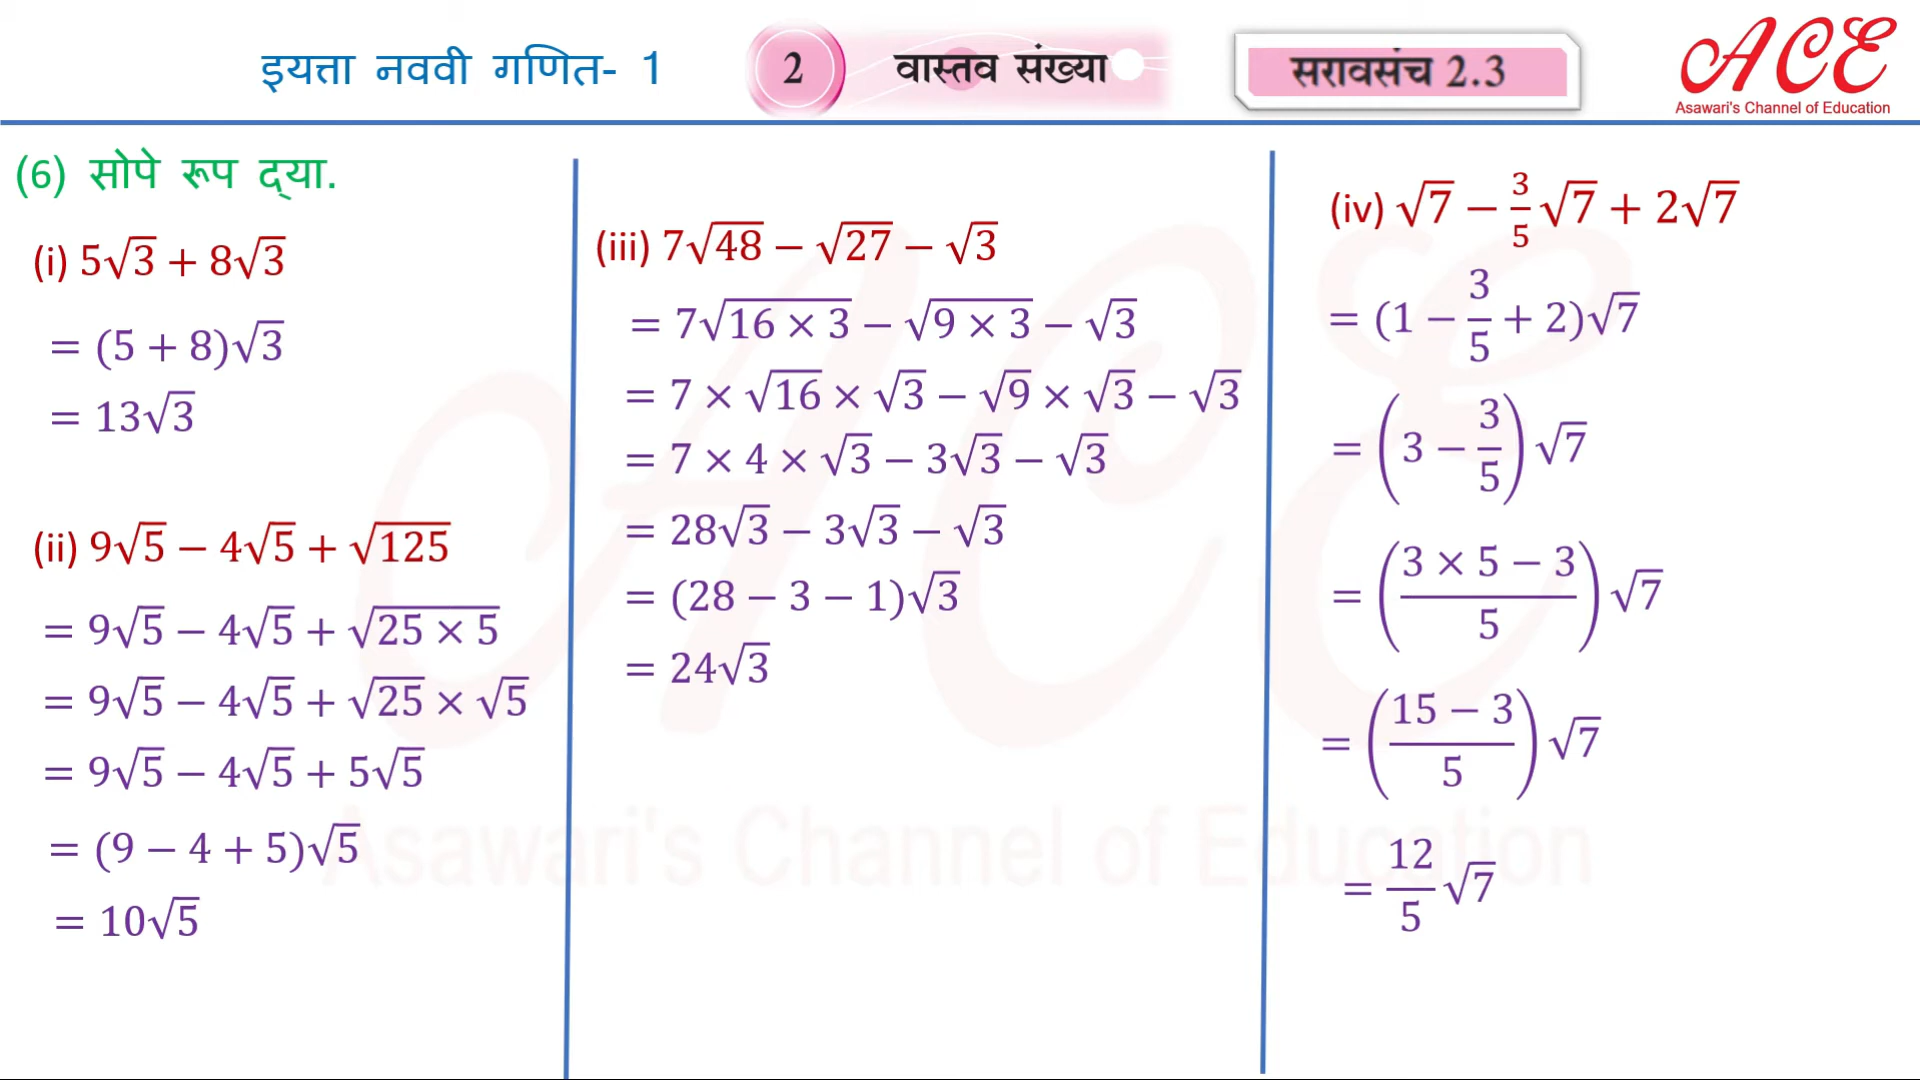 इयत्ता नववी गणित- 1
2
वास्तव संख्या
सरावसंच 2.3
ACE
Asawari's Channel of Education
(6) सोपे रूप द्या.
(i) 5√3 + 8√3
= (5 + 8)√3
= 13√3
(ii) 9√5 − 4√5 + √125
= 9√5 − 4√5 + √25 × 5
= 9√5 − 4√5 + √25 × √5
= 9√5 − 4√5 + 5√5
= (9 − 4 + 5)√5
= 10√5
(iii) 7√48 − √27 − √3
= 7√16 × 3 − √9 × 3 − √3
= 7 × √16 × √3 − √9 × √3 − √3
= 7 × 4 × √3 − 3√3 − √3
= 28√3 − 3√3 − √3
= (28 − 3 − 1)√3
= 24√3
(iv) √7 − 3/5 √7 + 2√7
= (1 − 3/5 + 2)√7
= (3 − 3/5) √7
= ((3 × 5 − 3)/5) √7
= ((15 − 3)/5) √7
= 12/5 √7
ACE
Asawari's Channel of Education